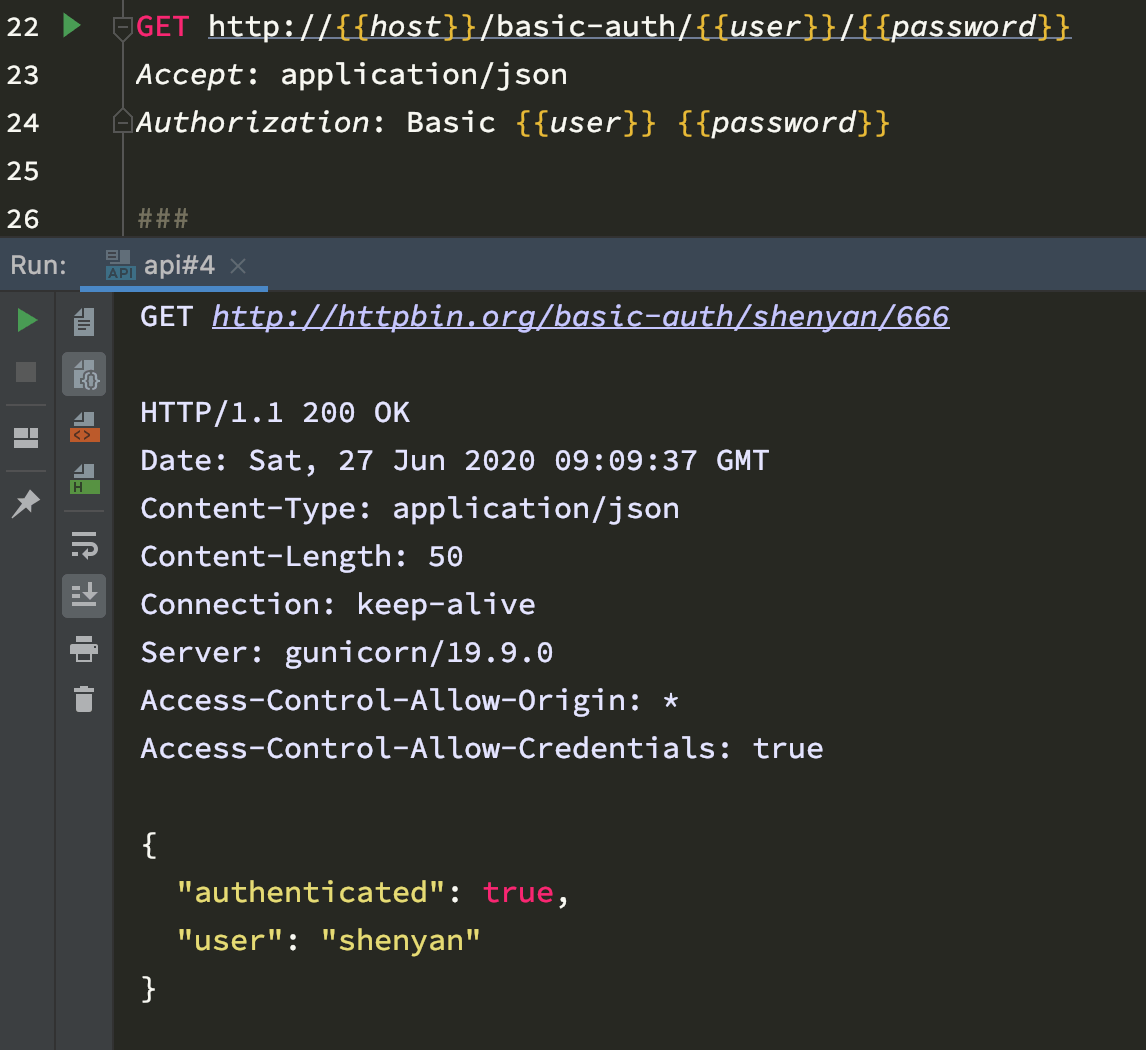 22 GET http://{{host}}/basic-auth/{{user}}/{{password}}
23 Accept: application/json
24 Authorization: Basic {{user}} {{password}}
25
26 ###
Run: API api#4
GET http://httpbin.org/basic-auth/shenyan/666
HTTP/1.1 200 OK
Date: Sat, 27 Jun 2020 09:09:37 GMT
Content-Type: application/json
Content-Length: 50
Connection: keep-alive
Server: gunicorn/19.9.0
Access-Control-Allow-Origin: *
Access-Control-Allow-Credentials: true
{
"authenticated": true,
"user": "shenyan"
}